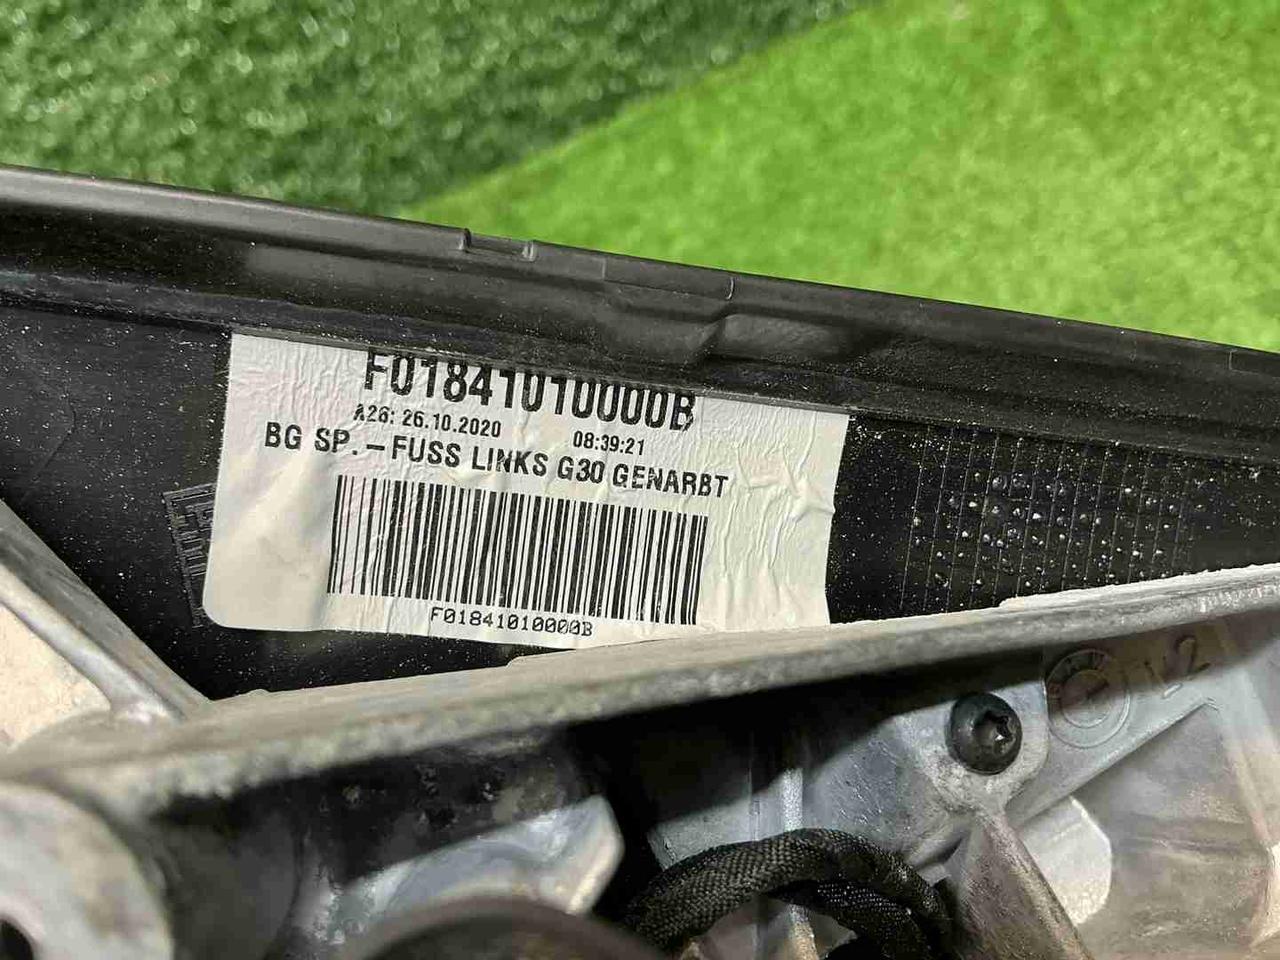 F01841010000B
A26: 26.10.2020 08:39:21
BG SP. – FUSS LINKS G30 GENARBT
F01841010000B